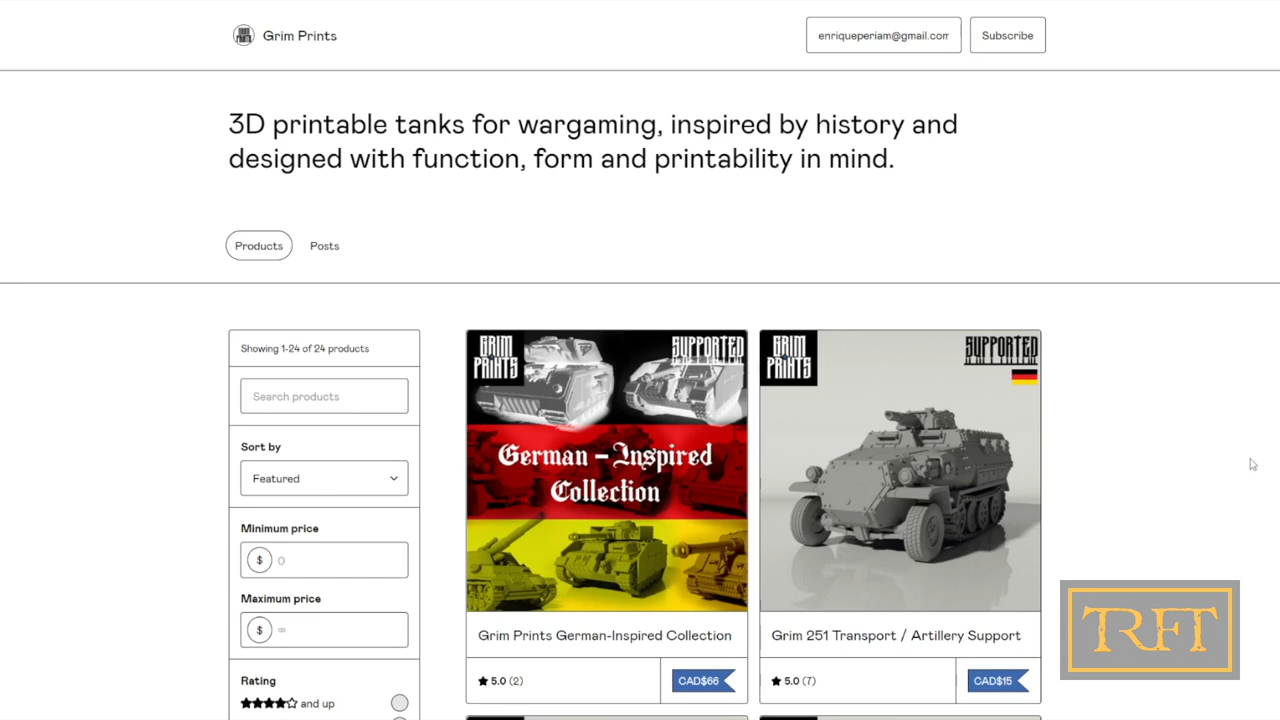 Grim Prints
enriqueperiam@gmail.com
Subscribe
3D printable tanks for wargaming, inspired by history and
designed with function, form and printability in mind.
Products
Posts
Showing 1-24 of 24 products
Search products
Sort by
Featured
Minimum price
$ 0
Maximum price
$ ∞
Rating
and up
GRIM
PRINTS
SUPPORTED
German - Inspired
Collection
Grim Prints German-Inspired Collection
5.0 (2)
CAD$66
GRIM
PRINTS
SUPPORTED
Grim 251 Transport / Artillery Support
5.0 (7)
CAD$15
TRFT